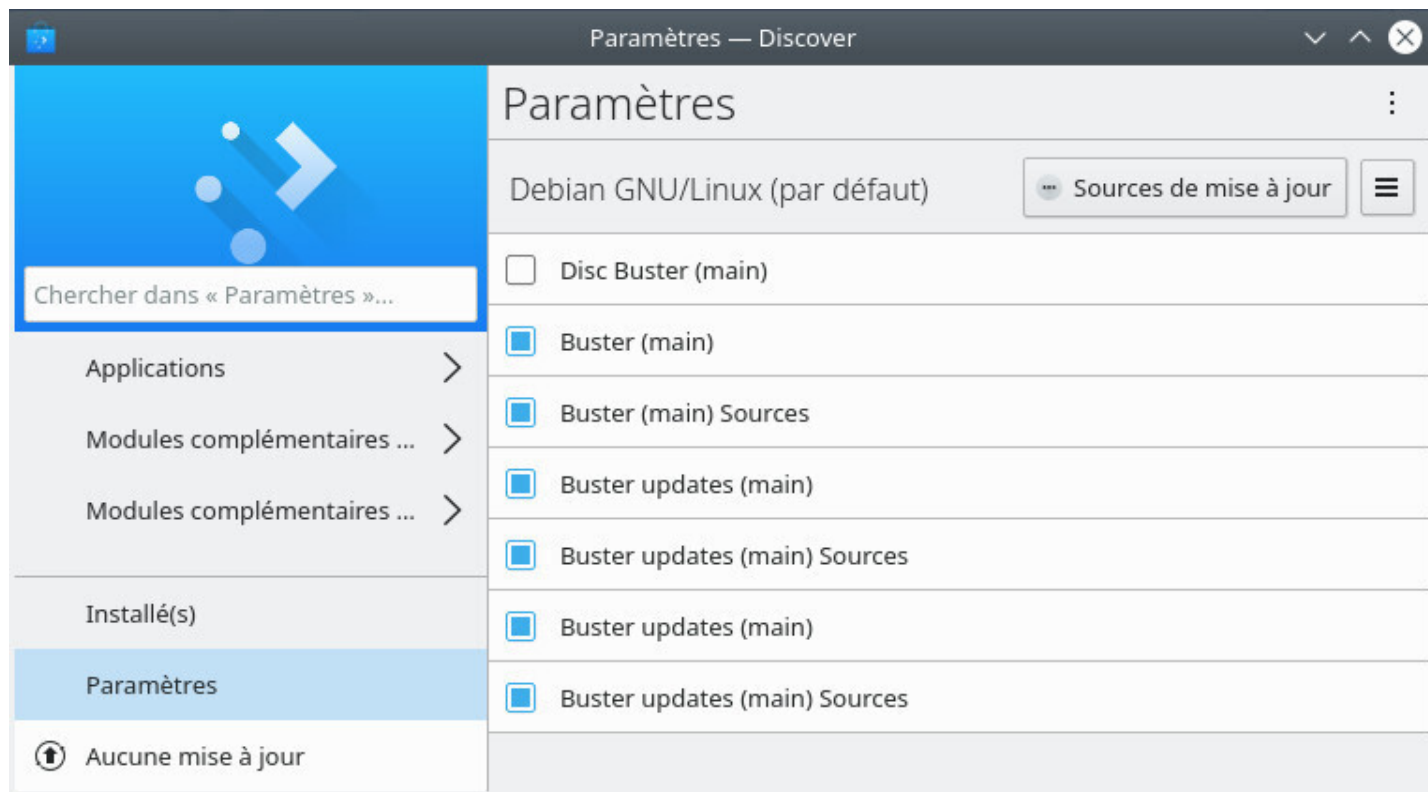 Paramètres — Discover
Chercher dans « Paramètres »...
Applications
Modules complémentaires ...
Modules complémentaires ...
Installé(s)
Paramètres
Aucune mise à jour
Paramètres
Debian GNU/Linux (par défaut)
Sources de mise à jour
Disc Buster (main)
Buster (main)
Buster (main) Sources
Buster updates (main)
Buster updates (main) Sources
Buster updates (main)
Buster updates (main) Sources